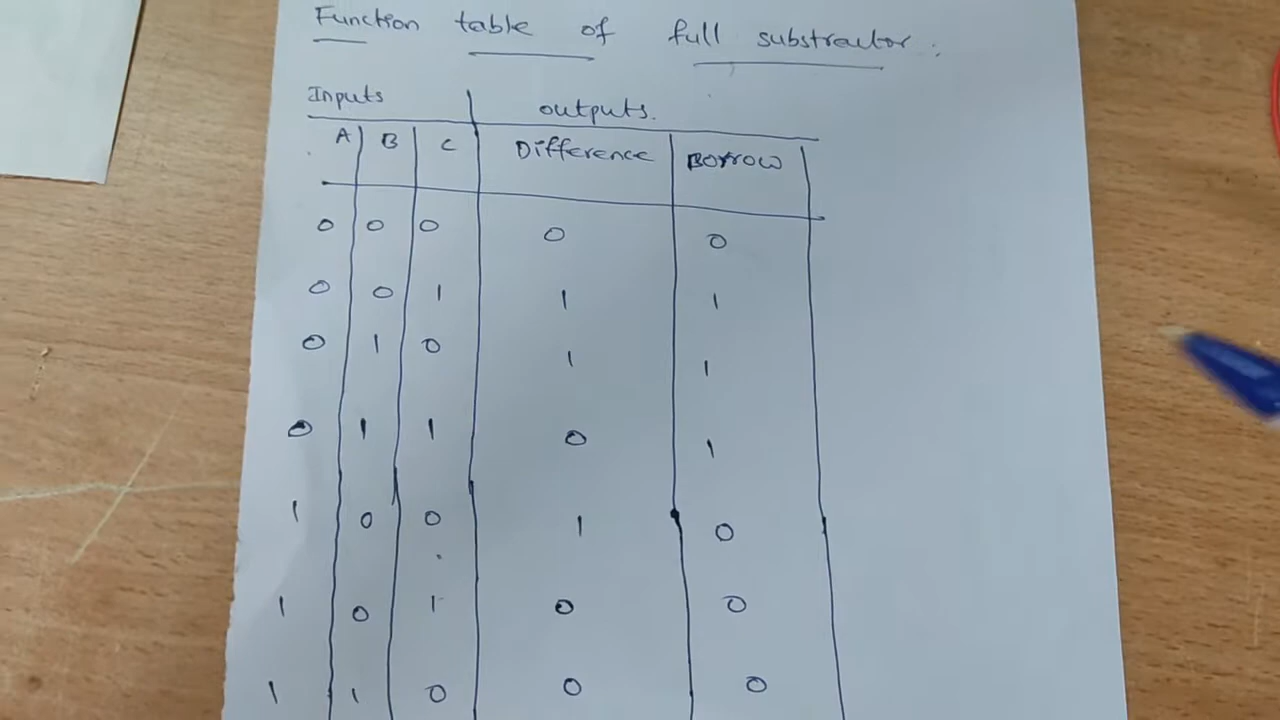 Function table of full substractor :
Inputs outputs.
A B C Difference Borrow
0 0 0 0 0
0 0 1 1 1
0 1 0 1 1
0 1 1 0 1
1 0 0 1 0
1 0 1 0 0
1 1 0 0 0